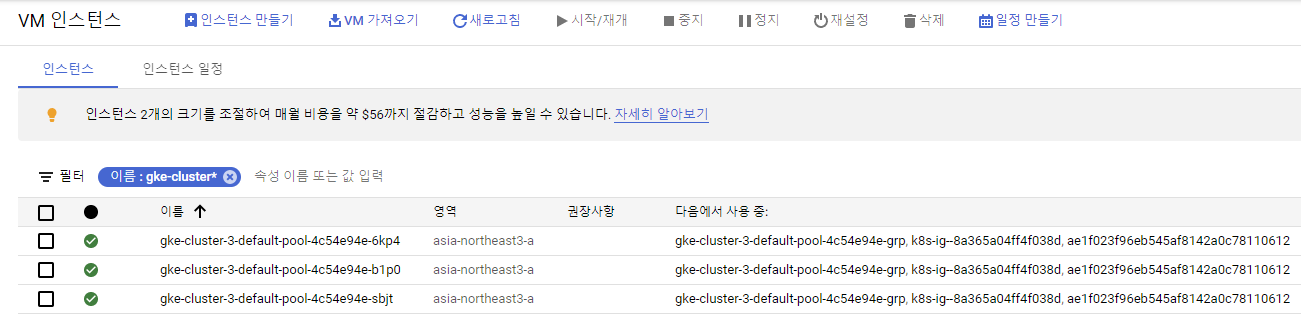 VM 인스턴스 인스턴스 만들기 VM 가져오기 새로고침 시작/재개 중지 정지 재설정 삭제 일정 만들기
인스턴스 인스턴스 일정
인스턴스 2개의 크기를 조절하여 매월 비용을 약 $56까지 절감하고 성능을 높일 수 있습니다. 자세히 알아보기
필터 이름 : gke-cluster* 속성 이름 또는 값 입력
이름 영역 권장사항 다음에서 사용 중:
gke-cluster-3-default-pool-4c54e94e-6kp4 asia-northeast3-a gke-cluster-3-default-pool-4c54e94e-grp, k8s-ig--8a365a04ff4f038d, ae1f023f96eb545af8142a0c78110612
gke-cluster-3-default-pool-4c54e94e-b1p0 asia-northeast3-a gke-cluster-3-default-pool-4c54e94e-grp, k8s-ig--8a365a04ff4f038d, ae1f023f96eb545af8142a0c78110612
gke-cluster-3-default-pool-4c54e94e-sbjt asia-northeast3-a gke-cluster-3-default-pool-4c54e94e-grp, k8s-ig--8a365a04ff4f038d, ae1f023f96eb545af8142a0c78110612